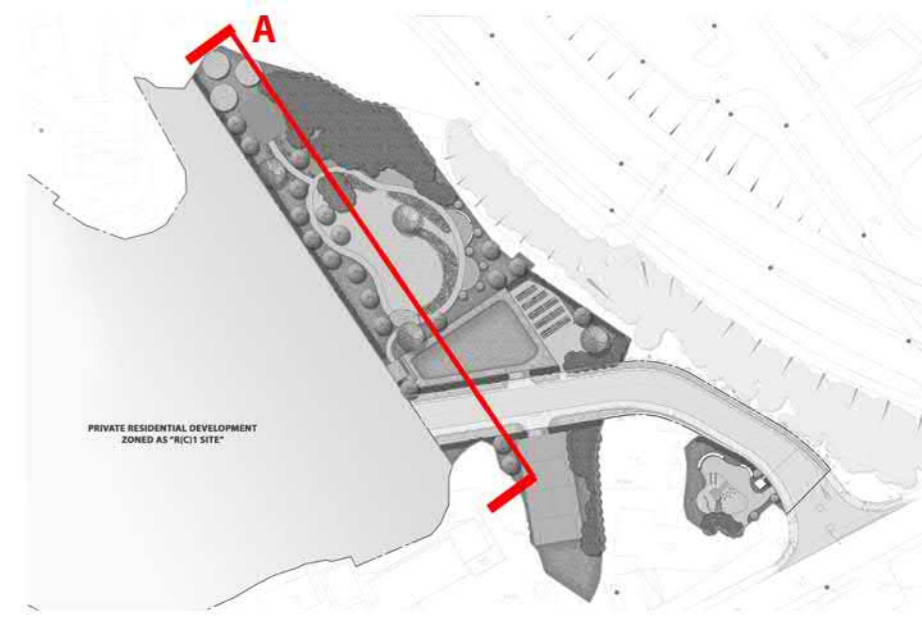 A
PRIVATE RESIDENTIAL DEVELOPMENT
ZONED AS "R(C)1 SITE"